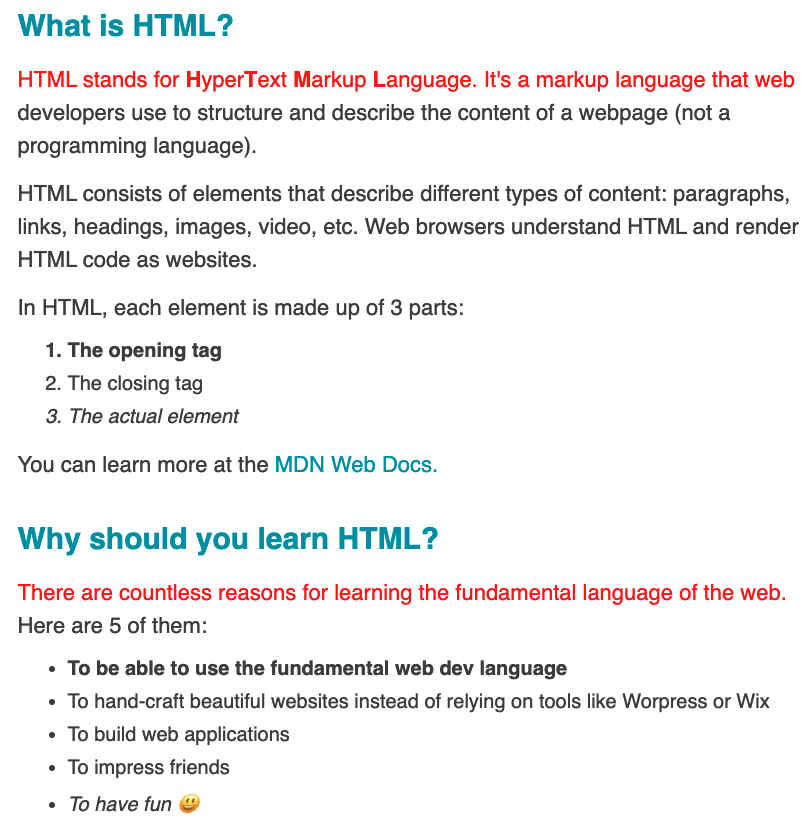 What is HTML?
HTML stands for HyperText Markup Language. It's a markup language that web
developers use to structure and describe the content of a webpage (not a
programming language).
HTML consists of elements that describe different types of content: paragraphs,
links, headings, images, video, etc. Web browsers understand HTML and render
HTML code as websites.
In HTML, each element is made up of 3 parts:
1. The opening tag
2. The closing tag
3. The actual element
You can learn more at the MDN Web Docs.
Why should you learn HTML?
There are countless reasons for learning the fundamental language of the web.
Here are 5 of them:
• To be able to use the fundamental web dev language
• To hand-craft beautiful websites instead of relying on tools like Worpress or Wix
• To build web applications
• To impress friends
• To have fun 😃